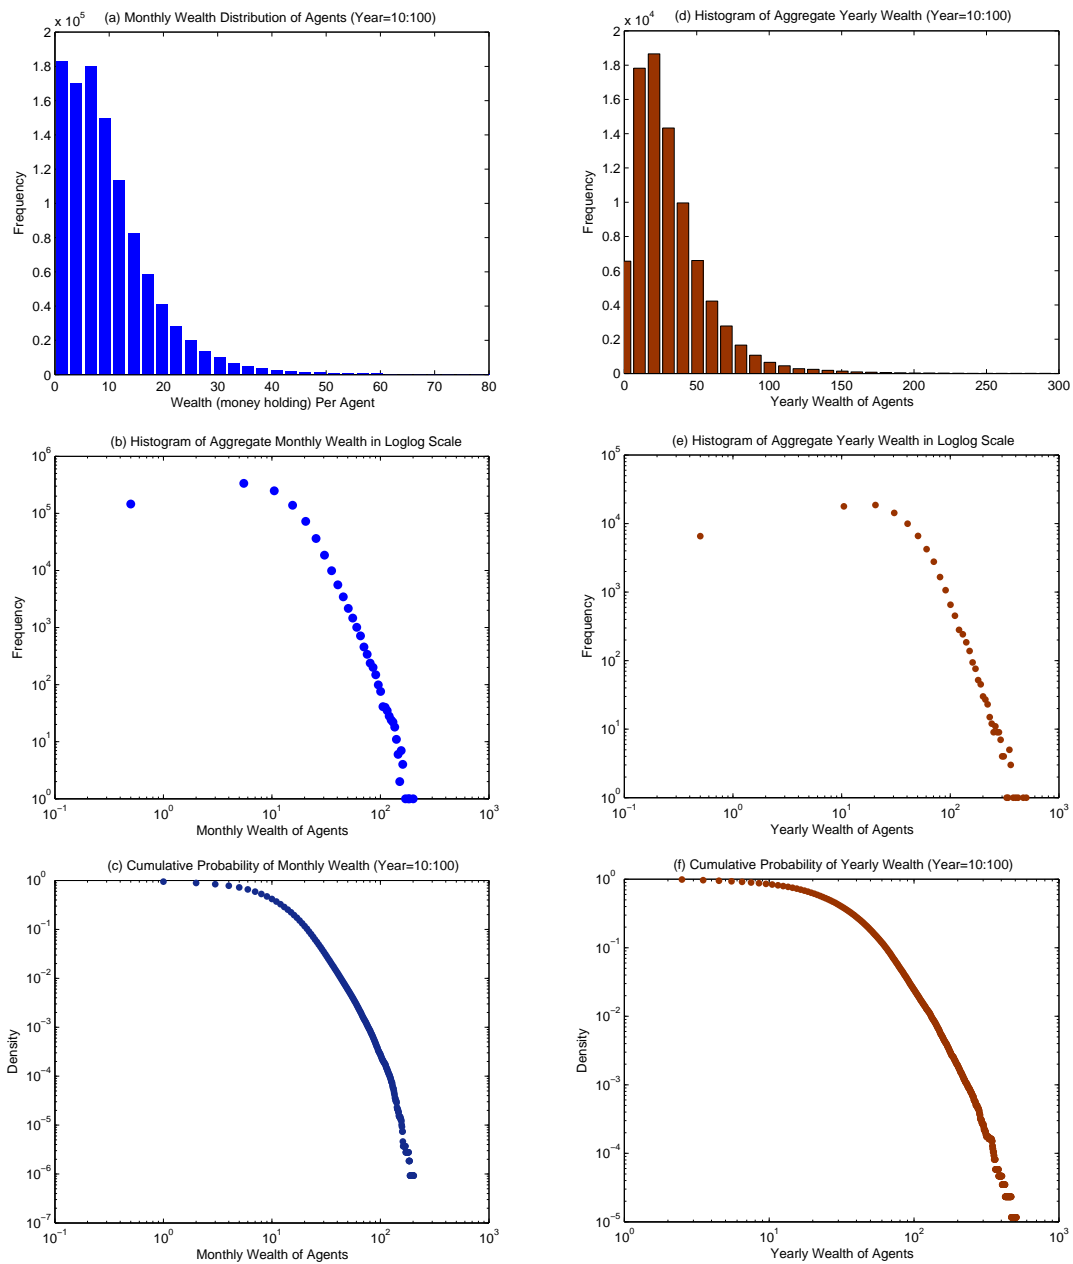 (a) Monthly Wealth Distribution of Agents (Year=10:100)
x 10^5
2
1.8
1.6
1.4
1.2
1
0.8
0.6
0.4
0.2
0
Frequency
0 10 20 30 40 50 60 70 80
Wealth (money holding) Per Agent
(d) Histogram of Aggregate Yearly Wealth (Year=10:100)
x 10^4
2
1.8
1.6
1.4
1.2
1
0.8
0.6
0.4
0.2
0
Frequency
0 50 100 150 200 250 300
Yearly Wealth of Agents
(b) Histogram of Aggregate Monthly Wealth in Loglog Scale
10^6
10^5
10^4
10^3
10^2
10^1
10^0
Frequency
10^−1 10^0 10^1 10^2 10^3
Monthly Wealth of Agents
(e) Histogram of Aggregate Yearly Wealth in Loglog Scale
10^5
10^4
10^3
10^2
10^1
10^0
Frequency
10^−1 10^0 10^1 10^2 10^3
Yearly Wealth of Agents
(c) Cumulative Probability of Monthly Wealth (Year=10:100)
10^0
10^−1
10^−2
10^−3
10^−4
10^−5
10^−6
10^−7
Density
10^−1 10^0 10^1 10^2 10^3
Monthly Wealth of Agents
(f) Cumulative Probability of Yearly Wealth (Year=10:100)
10^0
10^−1
10^−2
10^−3
10^−4
10^−5
Density
10^0 10^1 10^2 10^3
Yearly Wealth of Agents